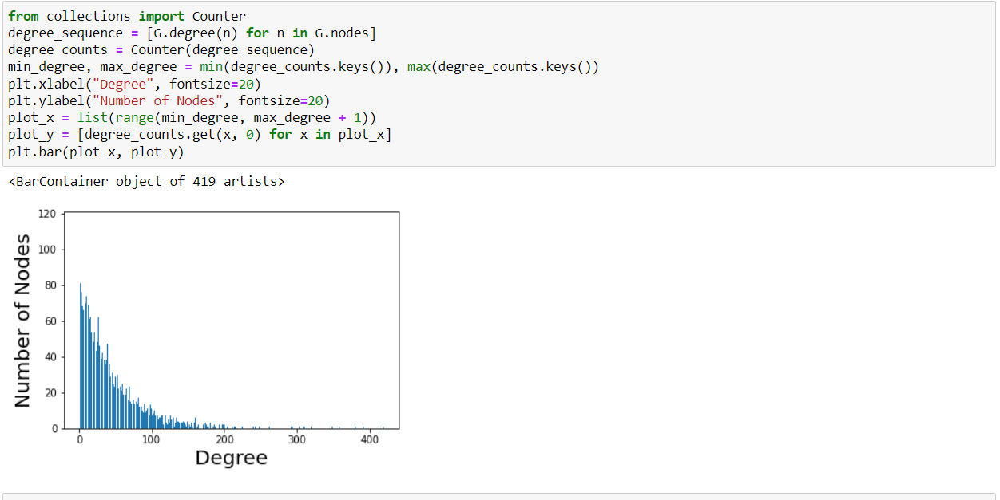 from collections import Counter
degree_sequence = [G.degree(n) for n in G.nodes]
degree_counts = Counter(degree_sequence)
min_degree, max_degree = min(degree_counts.keys()), max(degree_counts.keys())
plt.xlabel("Degree", fontsize=20)
plt.ylabel("Number of Nodes", fontsize=20)
plot_x = list(range(min_degree, max_degree + 1))
plot_y = [degree_counts.get(x, 0) for x in plot_x]
plt.bar(plot_x, plot_y)
<BarContainer object of 419 artists>
120
100
80
60
40
20
0
Number of Nodes
0 100 200 300 400
Degree